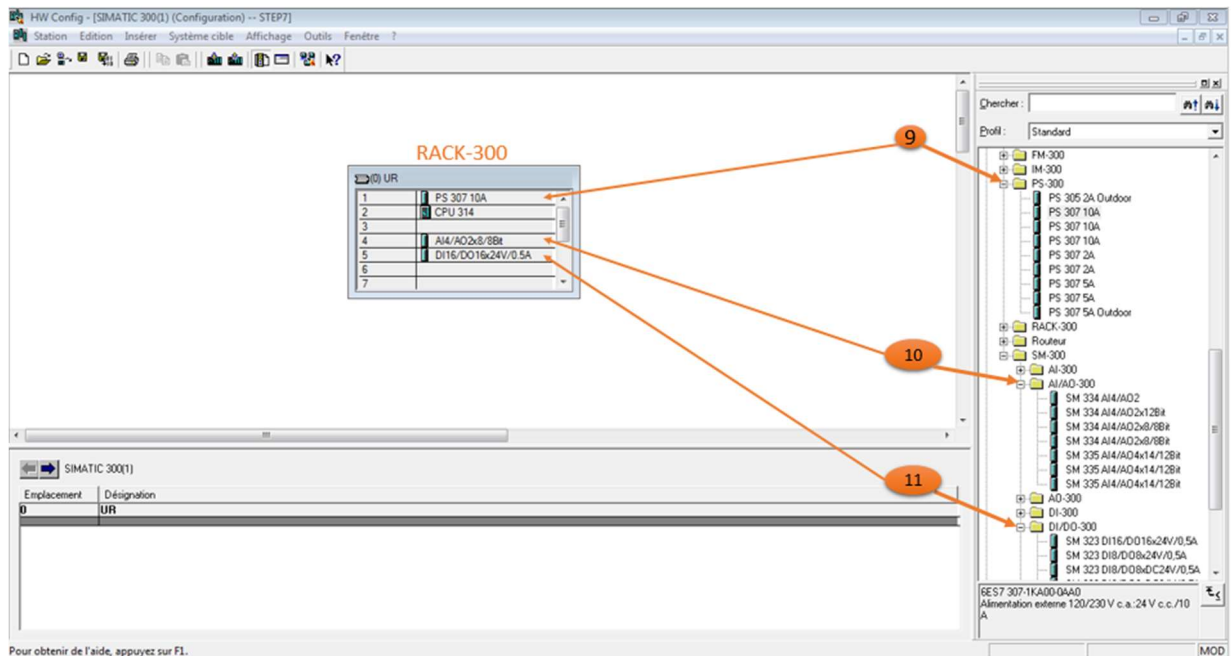 HW Config - [SIMATIC 300(1) (Configuration) -- STEP7]
Station Edition Insérer Système cible Affichage Outils Fenêtre ?
RACK-300
(0) UR
1 PS 307 10A
2 CPU 314
3
4 AI4/AO2x8/8Bit
5 DI16/DO16x24V/0.5A
6
7
9
10
11
Chercher :
Profil : Standard
FM-300
IM-300
PS-300
PS 305 2A Outdoor
PS 307 10A
PS 307 10A
PS 307 10A
PS 307 2A
PS 307 2A
PS 307 5A
PS 307 5A
PS 307 5A Outdoor
RACK-300
Routeur
SM-300
AI-300
AI/AO-300
SM 334 AI4/AO2
SM 334 AI4/AO2x12Bit
SM 334 AI4/AO2x8/8Bit
SM 334 AI4/AO2x8/8Bit
SM 335 AI4/AO4x14/12Bit
SM 335 AI4/AO4x14/12Bit
SM 335 AI4/AO4x14/12Bit
AO-300
DI-300
DI/DO-300
SM 323 DI16/DO16x24V/0,5A
SM 323 DI8/DO8x24V/0,5A
SM 323 DI8/DO8xDC24V/0,5A
6ES7 307-1KA00-0AA0
Alimentation externe 120/230 V c.a.:24 V c.c./10
A
SIMATIC 300(1)
Emplacement Désignation
0 UR
Pour obtenir de l'aide, appuyez sur F1.
MOD